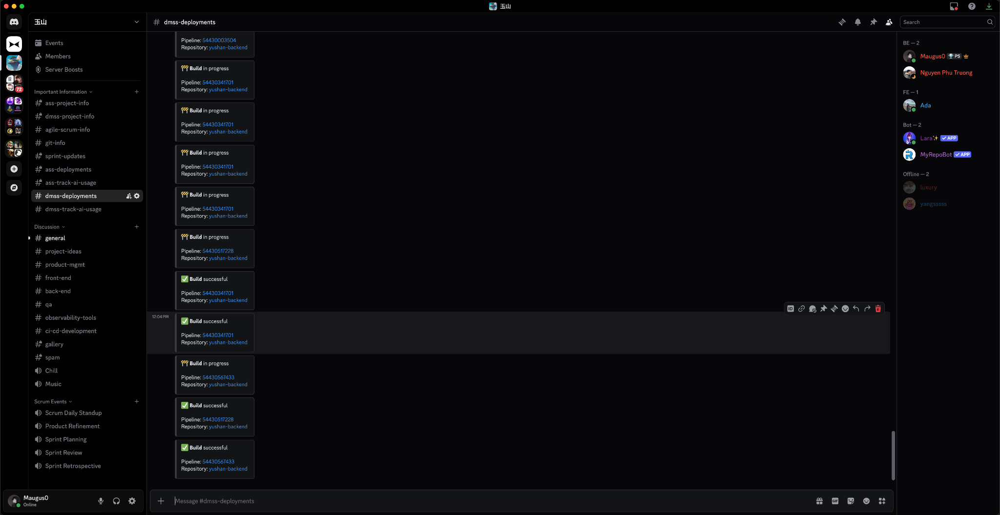 玉山
玉山
Events
Members
Server Boosts
72
Important Information
ass-project-info
dmss-project-info
agile-scrum-info
git-info
sprint-updates
ass-deployments
ass-track-ai-usage
dmss-deployments
dmss-track-ai-usage
Discussion
general
project-ideas
product-mgmt
front-end
back-end
qa
observability-tools
ci-cd-development
gallery
spam
Chill
Music
Scrum Events
Scrum Daily Standup
Product Refinement
Sprint Planning
Sprint Review
Sprint Retrospective
Maugus0
Online
# dmss-deployments
Search
Pipeline: 54430003504
Repository: yushan-backend
Build in progress
Pipeline: 54430341701
Repository: yushan-backend
Build in progress
Pipeline: 54430341701
Repository: yushan-backend
Build in progress
Pipeline: 54430341701
Repository: yushan-backend
Build in progress
Pipeline: 54430341701
Repository: yushan-backend
Build in progress
Pipeline: 54430517228
Repository: yushan-backend
✅ Build successful
Pipeline: 54430341701
Repository: yushan-backend
12:04 PM
✅ Build successful
Pipeline: 54430341701
Repository: yushan-backend
ID
Build in progress
Pipeline: 54430567433
Repository: yushan-backend
✅ Build successful
Pipeline: 54430517228
Repository: yushan-backend
✅ Build successful
Pipeline: 54430567433
Repository: yushan-backend
Message #dmss-deployments
GIF
BE — 2
Maugus0 PS
Nguyen Phu Truong
FE — 1
Ada
Bot — 2
Lara✨ ✓ APP
MyRepoBot ✓ APP
Offline — 2
luxury
yangsssss